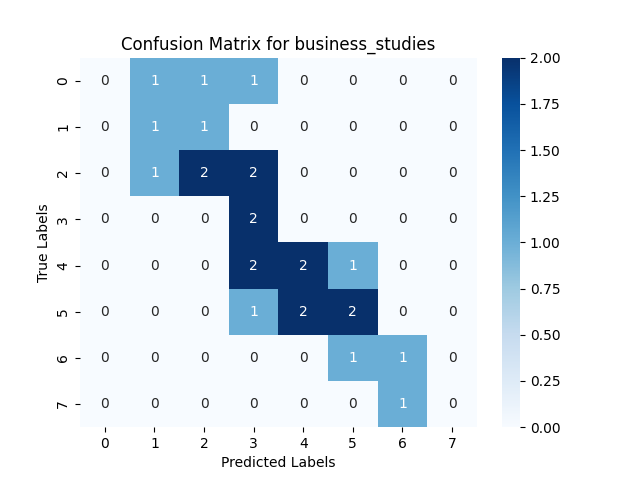 Confusion Matrix for business_studies
True Labels
0 0 1 1 1 0 0 0 0
1 0 1 1 0 0 0 0 0
2 0 1 2 2 0 0 0 0
3 0 0 0 2 0 0 0 0
4 0 0 0 2 2 1 0 0
5 0 0 0 1 2 2 0 0
6 0 0 0 0 0 1 1 0
7 0 0 0 0 0 0 1 0
0 1 2 3 4 5 6 7
Predicted Labels
2.00
1.75
1.50
1.25
1.00
0.75
0.50
0.25
0.00